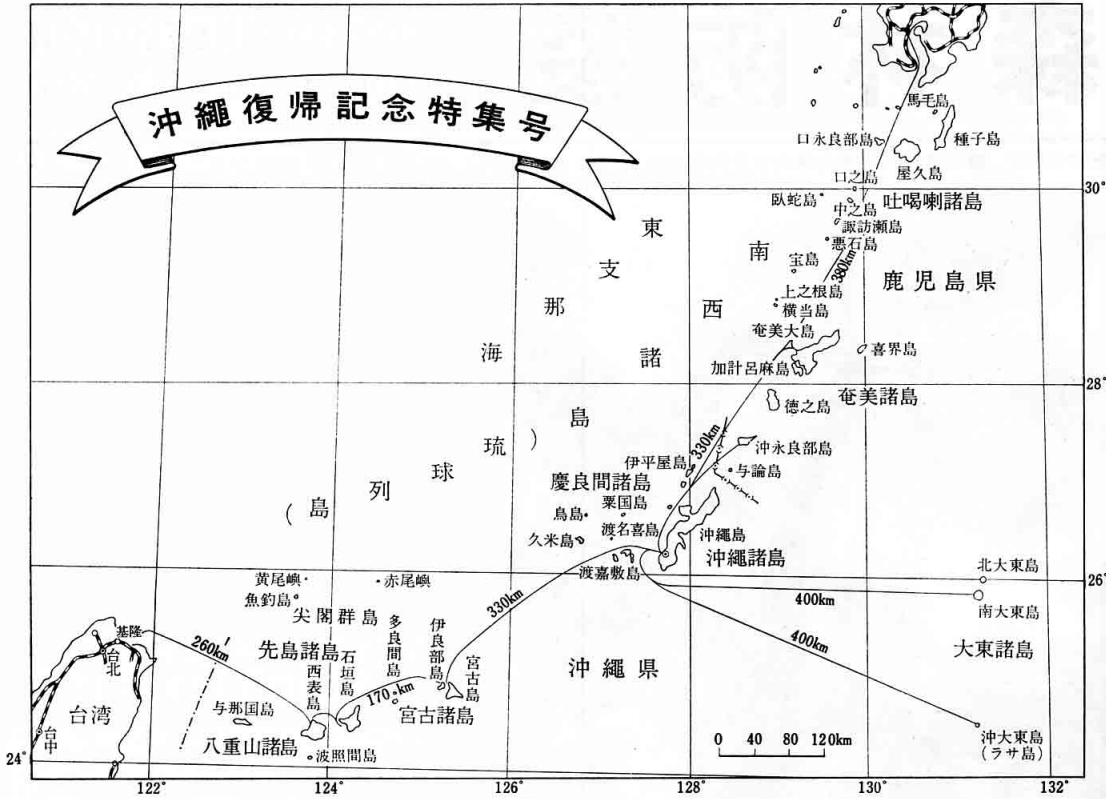 沖繩復帰記念特集号
馬毛島
口永良部島
種子島
屋久島
口之島
30°
臥蛇島
中之島
吐喝喇諸島
諏訪瀬島
悪石島
宝島
380km
鹿児島県
上之根島
横当島
奄美大島
喜界島
加計呂麻島
28°
奄美諸島
徳之島
東支那海
南西諸島
(琉球列島)
330km
沖永良部島
伊平屋島
与論島
慶良間諸島
粟国島
鳥島
渡名喜島
久米島
沖縄島
沖縄諸島
渡嘉敷島
北大東島
26°
400km
南大東島
大東諸島
400km
沖大東島
(ラサ島)
黄尾嶼
赤尾嶼
魚釣島
尖閣群島
330km
基隆
260km
先島諸島
多良間島
伊良部島
宮古島
石垣島
西表島
170km
宮古諸島
沖縄県
台北
台湾
台中
与那国島
八重山諸島
波照間島
0 40 80 120km
24°
122° 124° 126° 128° 130° 132°